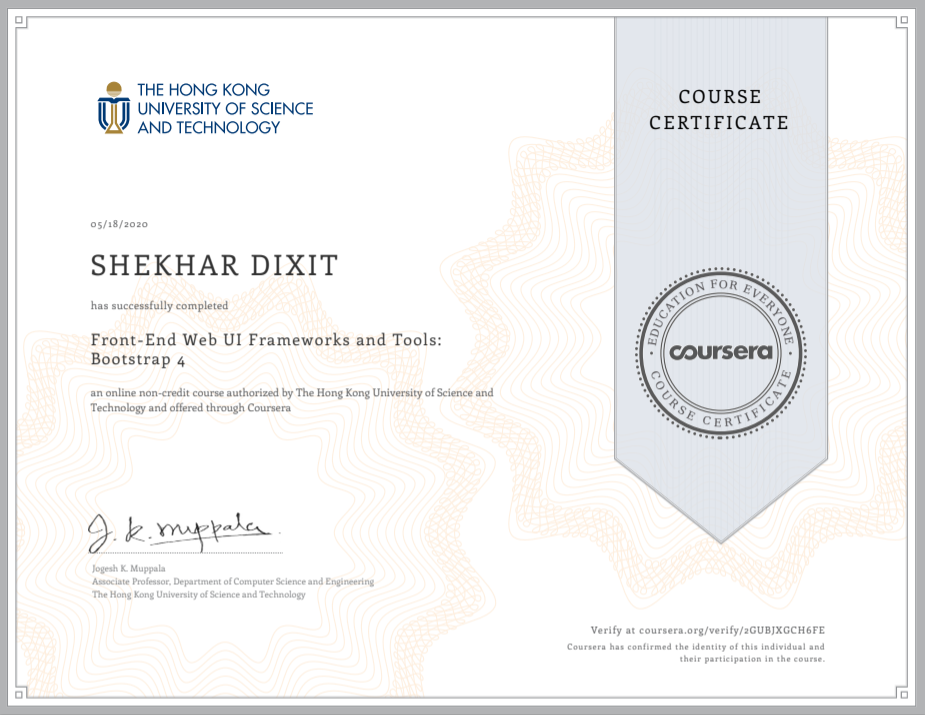 THE HONG KONG
UNIVERSITY OF SCIENCE
AND TECHNOLOGY
COURSE
CERTIFICATE
05/18/2020
SHEKHAR DIXIT
has successfully completed
Front-End Web UI Frameworks and Tools:
Bootstrap 4
an online non-credit course authorized by The Hong Kong University of Science and
Technology and offered through Coursera
EDUCATION FOR EVERYONE
coursera
COURSE CERTIFICATE
J. K. Muppala
Jogesh K. Muppala
Associate Professor, Department of Computer Science and Engineering
The Hong Kong University of Science and Technology
Verify at coursera.org/verify/2GUBJXGCH6FE
Coursera has confirmed the identity of this individual and
their participation in the course.